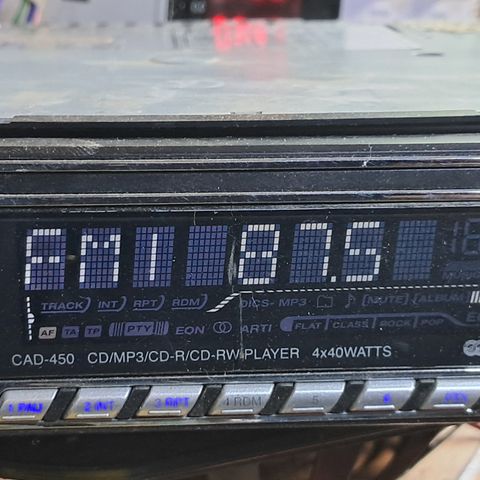 FM1 87.5
TRACK INT RPT RDM DICS- MP3 [MUTE] [ALBUM]
AF TA TP PTY EON ARTI FLAT CLASS ROCK POP
CAD-450 CD/MP3/CD-R/CD-RW PLAYER 4x40WATTS
1 PAU 2 INT 3 RPT 4 RDM 5 6